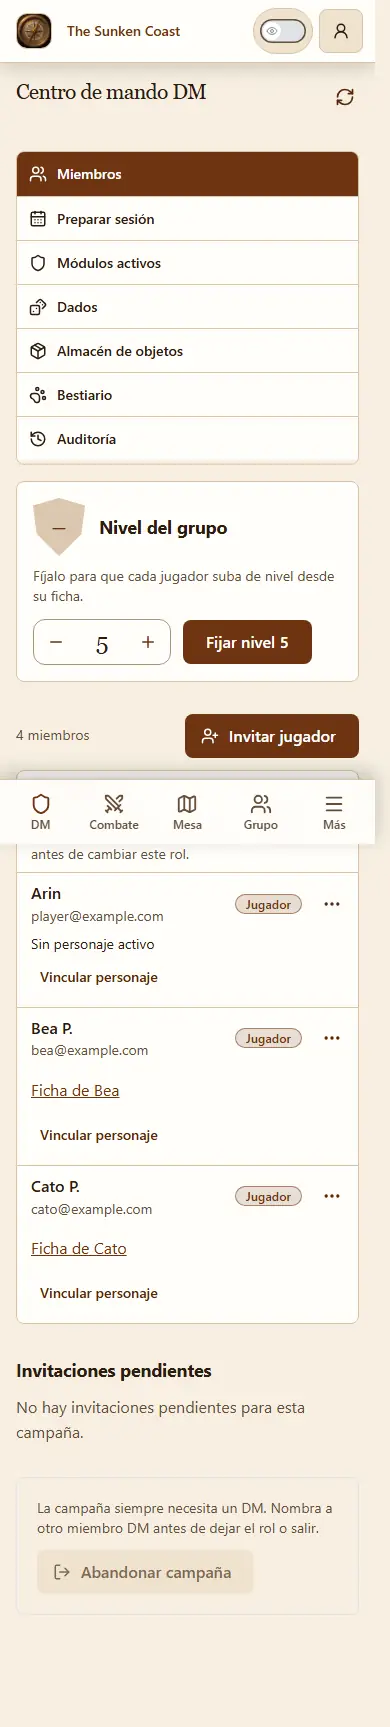 The Sunken Coast
Centro de mando DM
Miembros
Preparar sesión
Módulos activos
Dados
Almacén de objetos
Bestiario
Auditoría
Nivel del grupo
Fíjalo para que cada jugador suba de nivel desde
su ficha.
− 5 +
Fijar nivel 5
4 miembros
Invitar jugador
DM
Combate
Mesa
Grupo
Más
antes de cambiar este rol.
Arin
player@example.com
Jugador
Sin personaje activo
Vincular personaje
Bea P.
bea@example.com
Jugador
Ficha de Bea
Vincular personaje
Cato P.
cato@example.com
Jugador
Ficha de Cato
Vincular personaje
Invitaciones pendientes
No hay invitaciones pendientes para esta
campaña.
La campaña siempre necesita un DM. Nombra a
otro miembro DM antes de dejar el rol o salir.
Abandonar campaña